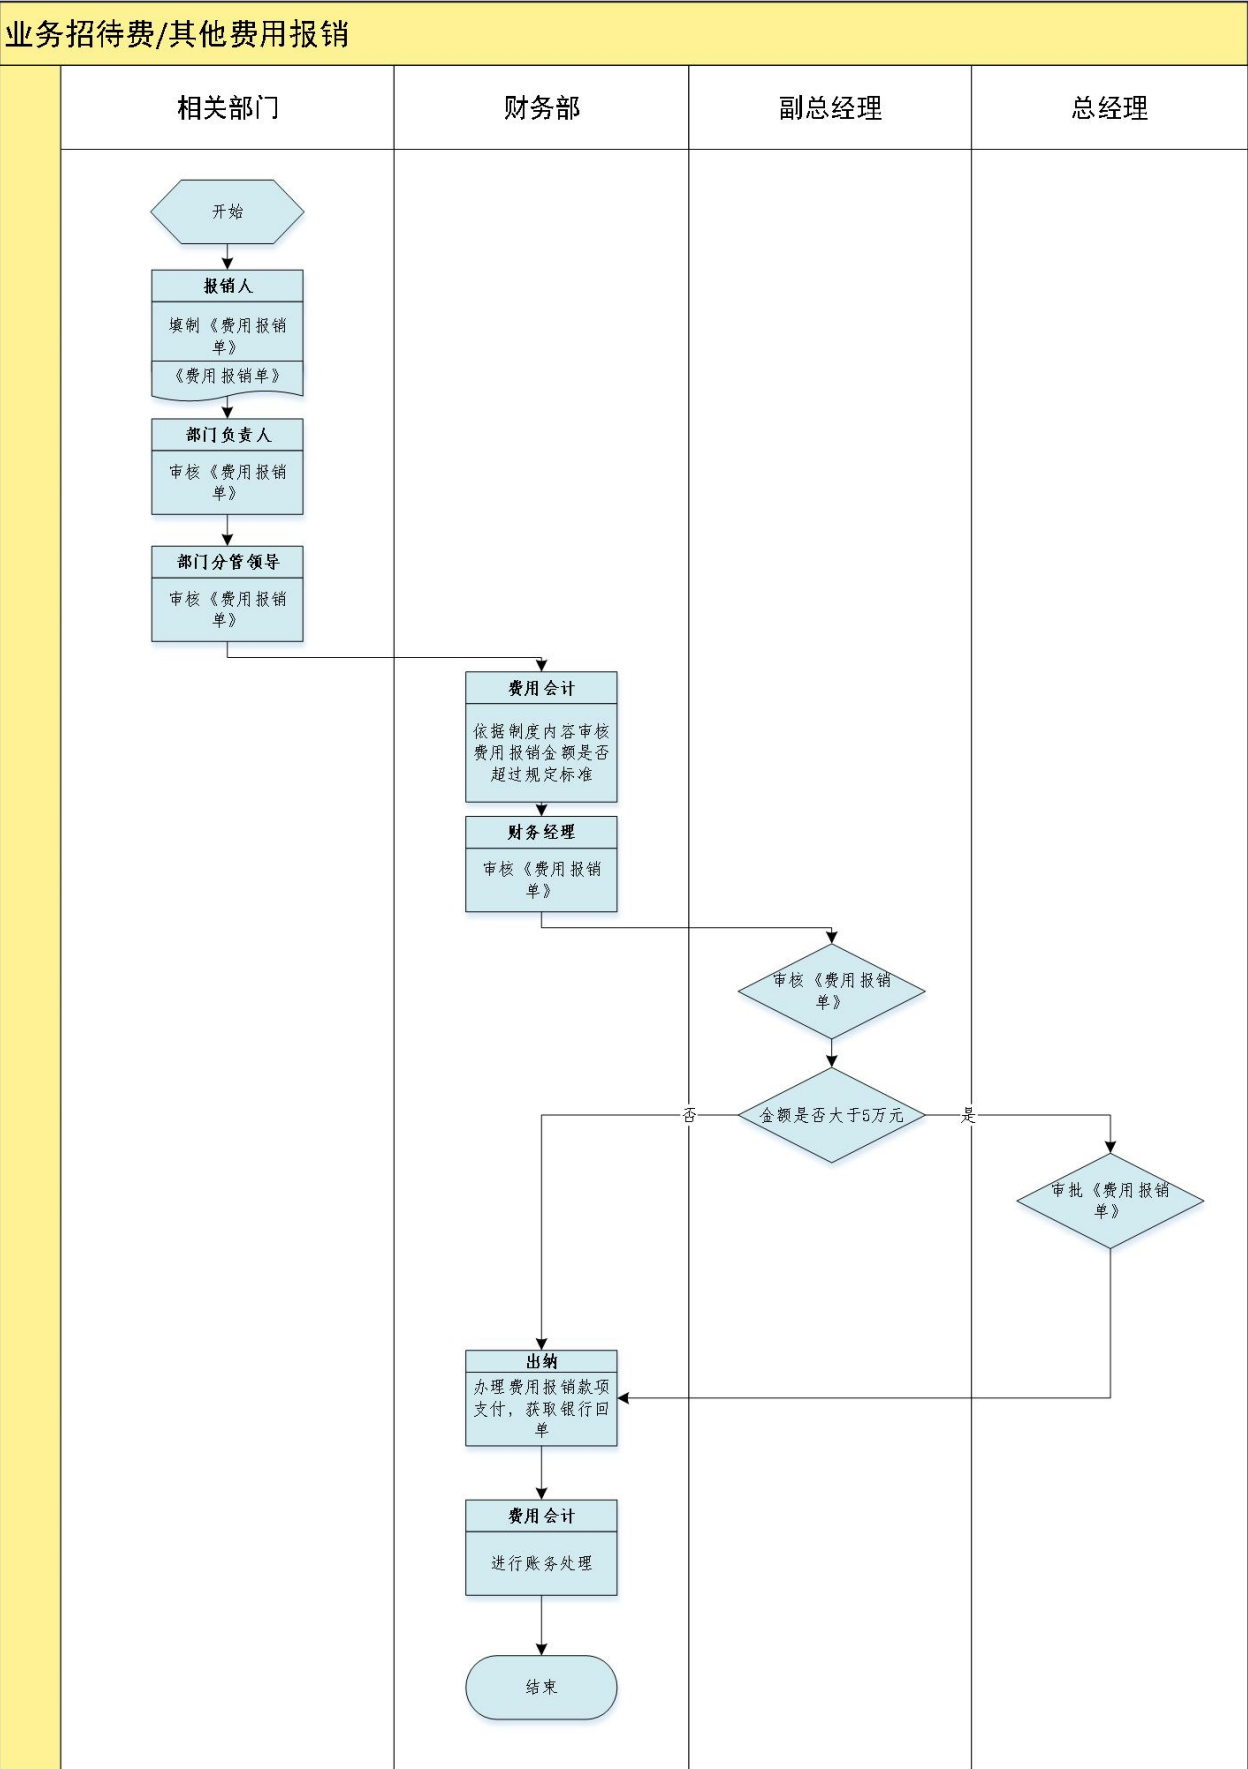 业务招待费/其他费用报销
相关部门
财务部
副总经理
总经理
开始
报销人
填制《费用报销
单》
《费用报销单》
部门负责人
审核《费用报销
单》
部门分管领导
审核《费用报销
单》
费用会计
依据制度内容审核
费用报销金额是否
超过规定标准
财务经理
审核《费用报销
单》
审核《费用报销
单》
否
金额是否大于5万元
是
审批《费用报销
单》
出纳
办理费用报销款项
支付，获取银行回
单
费用会计
进行账务处理
结束